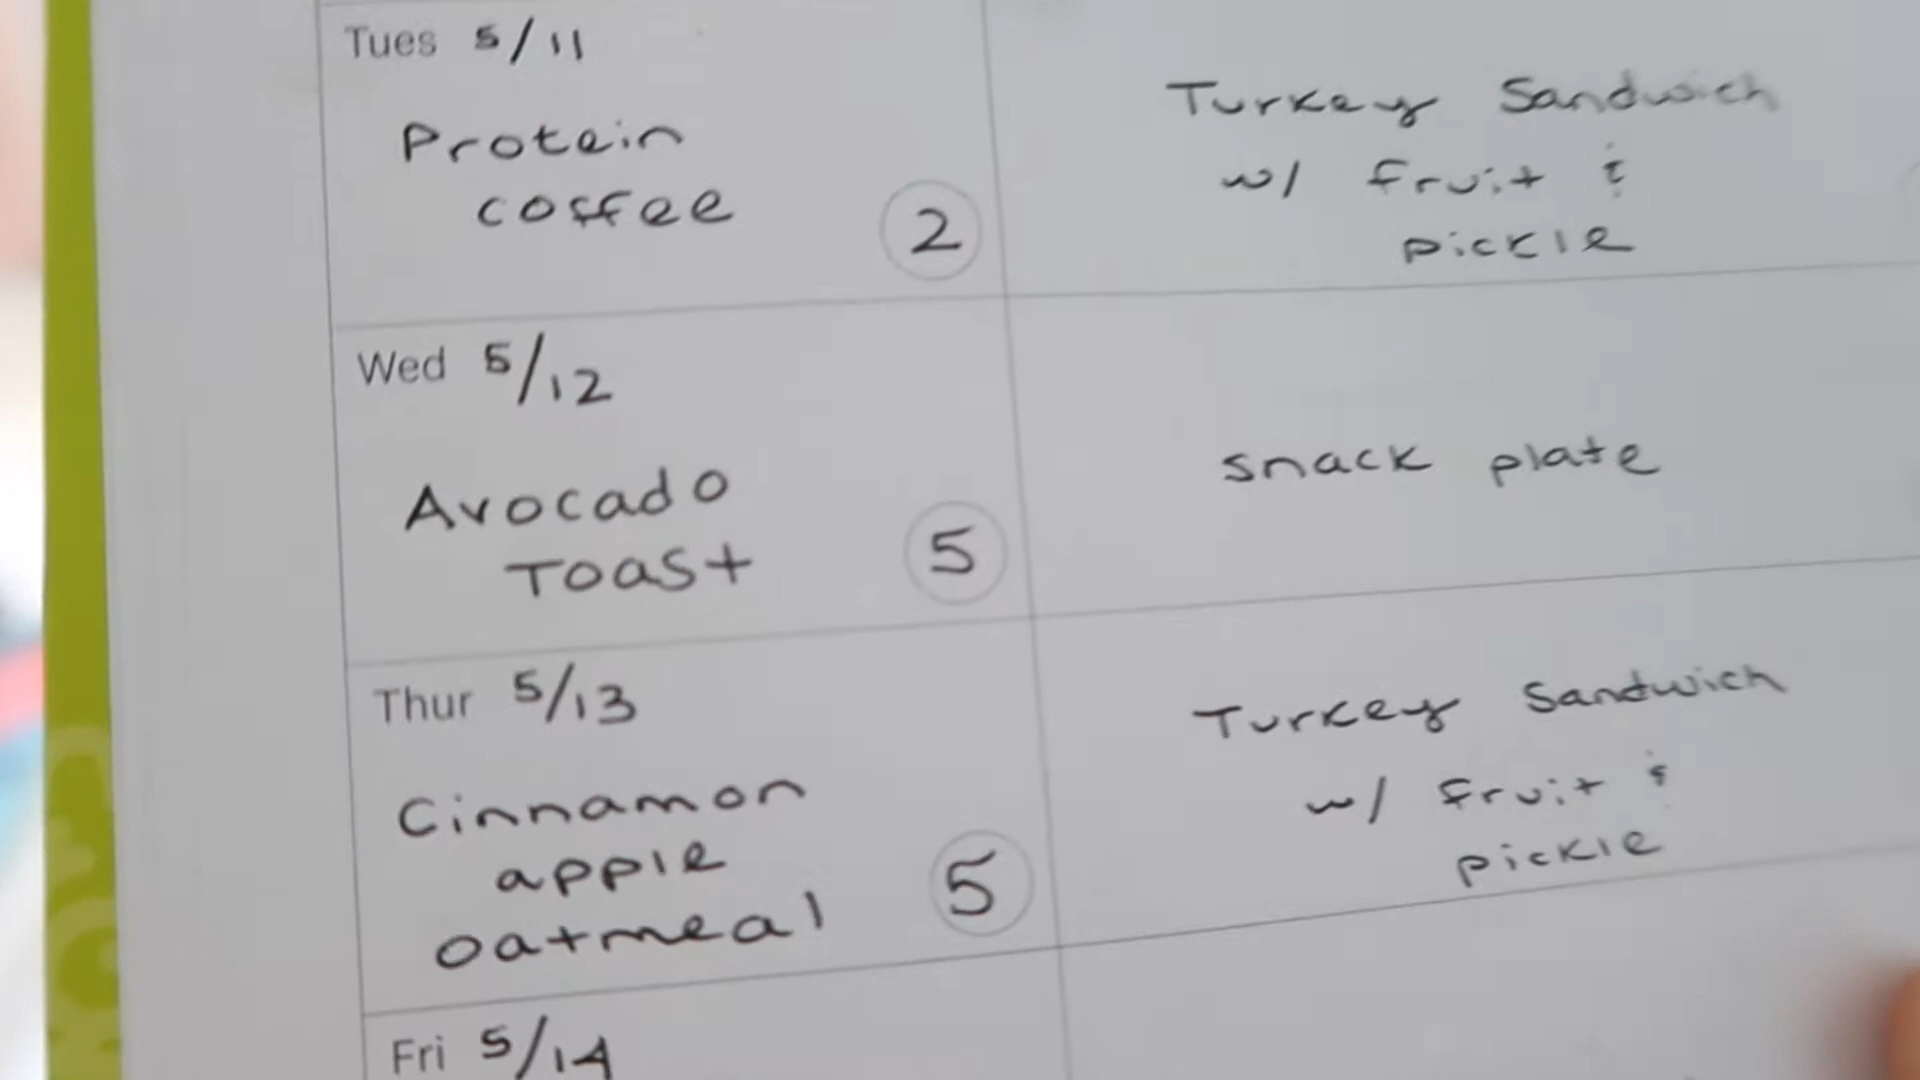 Tues 5/11
Protein
coffee
2
Turkey Sandwich
w/ fruit &
pickle
Wed 5/12
Avocado
Toast
5
snack plate
Thur 5/13
Cinnamon
apple
oatmeal
5
Turkey Sandwich
w/ fruit &
pickle
Fri 5/14